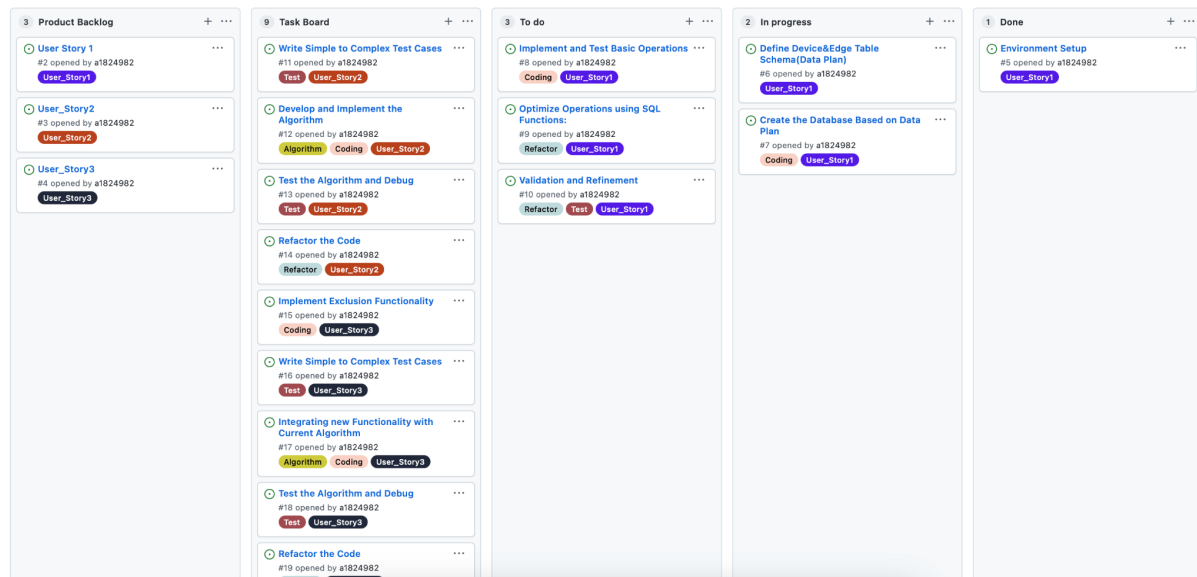 3 Product Backlog + ...
User Story 1 ...
#2 opened by a1824982
User_Story1
User_Story2 ...
#3 opened by a1824982
User_Story2
User_Story3 ...
#4 opened by a1824982
User_Story3
9 Task Board + ...
Write Simple to Complex Test Cases ...
#11 opened by a1824982
Test User_Story2
Develop and Implement the ...
Algorithm
#12 opened by a1824982
Algorithm Coding User_Story2
Test the Algorithm and Debug ...
#13 opened by a1824982
Test User_Story2
Refactor the Code ...
#14 opened by a1824982
Refactor User_Story2
Implement Exclusion Functionality ...
#15 opened by a1824982
Coding User_Story3
Write Simple to Complex Test Cases ...
#16 opened by a1824982
Test User_Story3
Integrating new Functionality with ...
Current Algorithm
#17 opened by a1824982
Algorithm Coding User_Story3
Test the Algorithm and Debug ...
#18 opened by a1824982
Test User_Story3
Refactor the Code ...
#19 opened by a1824982
3 To do + ...
Implement and Test Basic Operations ...
#8 opened by a1824982
Coding User_Story1
Optimize Operations using SQL ...
Functions:
#9 opened by a1824982
Refactor User_Story1
Validation and Refinement ...
#10 opened by a1824982
Refactor Test User_Story1
2 In progress + ...
Define Device&Edge Table ...
Schema(Data Plan)
#6 opened by a1824982
User_Story1
Create the Database Based on Data ...
Plan
#7 opened by a1824982
Coding User_Story1
1 Done + ...
Environment Setup ...
#5 opened by a1824982
User_Story1